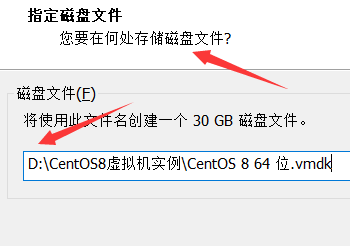 指定磁盘文件
您要在何处存储磁盘文件?
磁盘文件(F)
将使用此文件名创建一个 30 GB 磁盘文件。
D:\CentOS8虚拟机实例\CentOS 8 64 位.vmdk